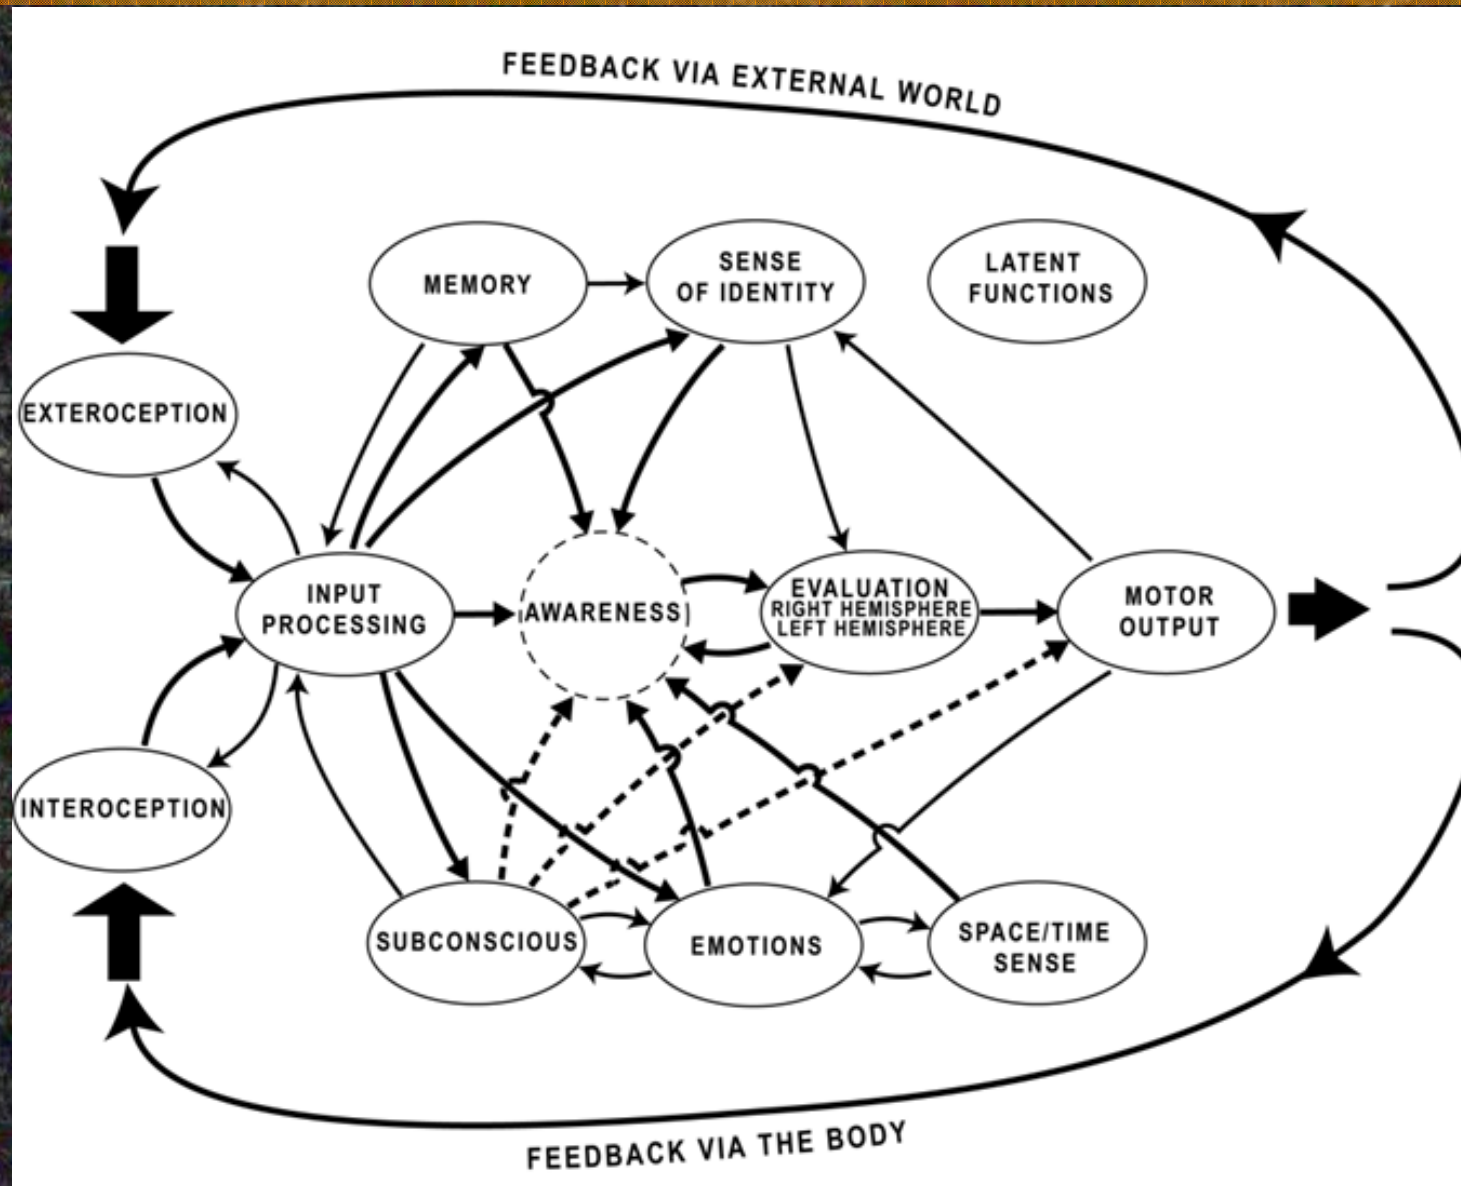 FEEDBACK VIA EXTERNAL WORLD
MEMORY
SENSE
OF IDENTITY
LATENT
FUNCTIONS
EXTEROCEPTION
INPUT
PROCESSING
AWARENESS
EVALUATION
RIGHT HEMISPHERE
LEFT HEMISPHERE
MOTOR
OUTPUT
INTEROCEPTION
SUBCONSCIOUS
EMOTIONS
SPACE/TIME
SENSE
FEEDBACK VIA THE BODY